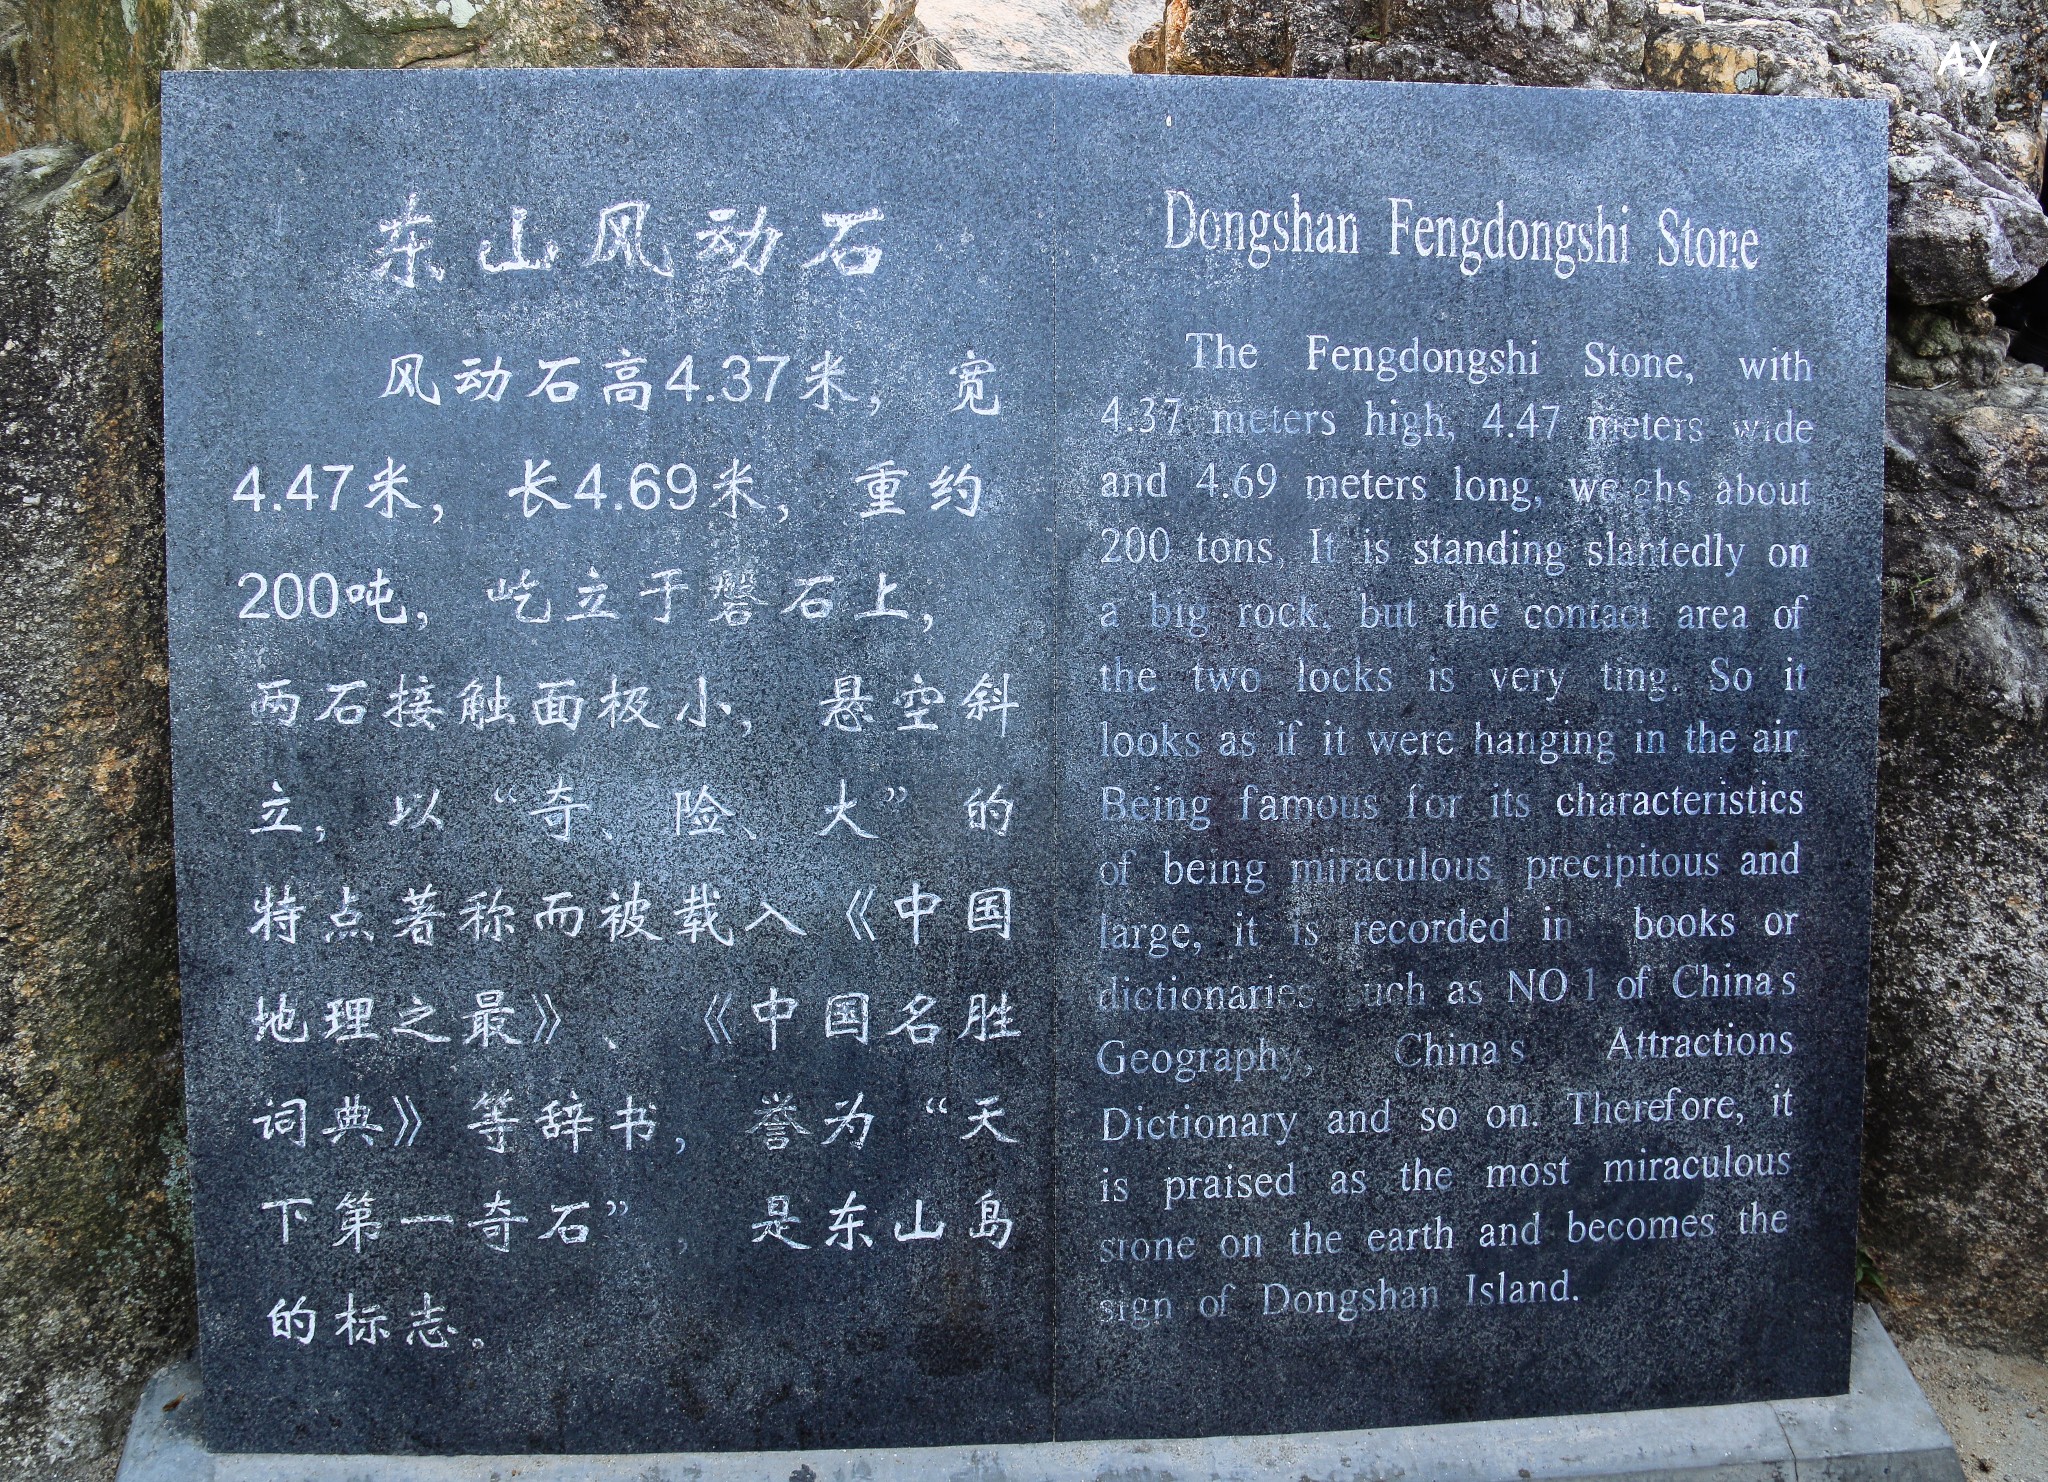 东山风动石
风动石高4.37米，宽
4.47米，长4.69米，重约
200吨，屹立于磐石上，
两石接触面极小，悬空斜
立，以“奇、险、大”的
特点著称而被载入《中国
地理之最》、《中国名胜
词典》等辞书，誉为“天
下第一奇石”，是东山岛
的标志。
Dongshan Fengdongshi Stone
The Fengdongshi Stone, with
4.37 meters high, 4.47 meters wide
and 4.69 meters long, weighs about
200 tons, It is standing slantedly on
a big rock, but the contact area of
the two locks is very ting. So it
looks as if it were hanging in the air
Being famous for its characteristics
of being miraculous precipitous and
large, it is recorded in books or
dictionaries, uch as NO 1 of China s
Geography, China s Attractions
Dictionary and so on. Therefore, it
is praised as the most miraculous
stone on the earth and becomes the
sign of Dongshan Island.
AY